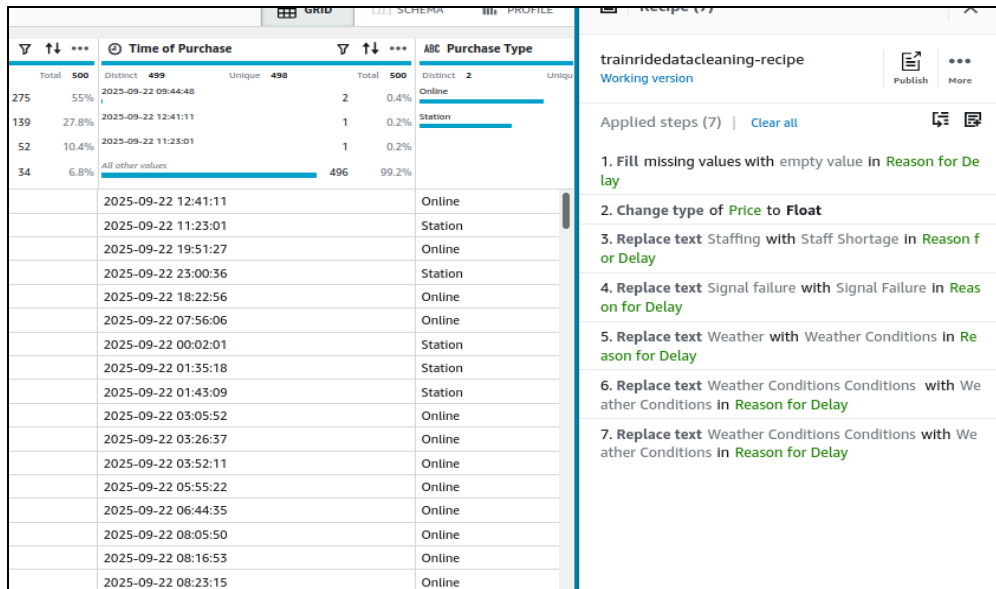 GRID SCHEMA PROFILE
Recipe (7)
Time of Purchase ABC Purchase Type
Total 500 Distinct 499 Unique 498 Total 500 Distinct 2 Uniqu
275 55% 2025-09-22 09:44:48 2 0.4% Online
139 27.8% 2025-09-22 12:41:11 1 0.2% Station
52 10.4% 2025-09-22 11:23:01 1 0.2%
34 6.8% All other values 496 99.2%
2025-09-22 12:41:11 Online
2025-09-22 11:23:01 Station
2025-09-22 19:51:27 Online
2025-09-22 23:00:36 Station
2025-09-22 18:22:56 Online
2025-09-22 07:56:06 Online
2025-09-22 00:02:01 Station
2025-09-22 01:35:18 Station
2025-09-22 01:43:09 Station
2025-09-22 03:05:52 Online
2025-09-22 03:26:37 Online
2025-09-22 03:52:11 Online
2025-09-22 05:55:22 Online
2025-09-22 06:44:35 Online
2025-09-22 08:05:50 Online
2025-09-22 08:16:53 Online
2025-09-22 08:23:15 Online
trainridedatacleaning-recipe
Working version
Publish More
Applied steps (7) | Clear all
1. Fill missing values with empty value in Reason for De
lay
2. Change type of Price to Float
3. Replace text Staffing with Staff Shortage in Reason f
or Delay
4. Replace text Signal failure with Signal Failure in Reas
on for Delay
5. Replace text Weather with Weather Conditions in Re
ason for Delay
6. Replace text Weather Conditions Conditions with We
ather Conditions in Reason for Delay
7. Replace text Weather Conditions Conditions with We
ather Conditions in Reason for Delay